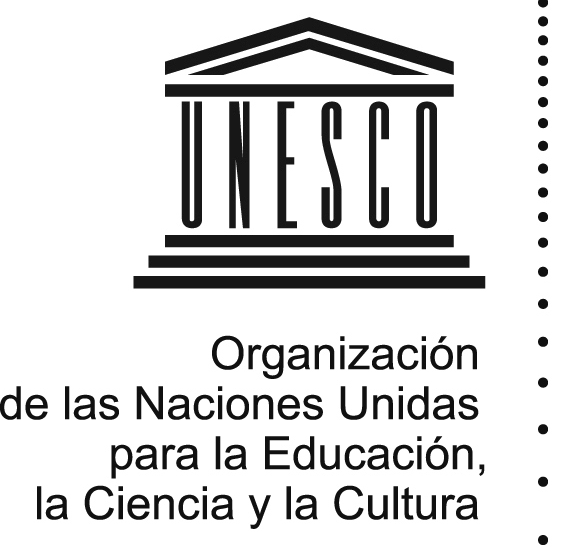 UNESCO
Organización
de las Naciones Unidas
para la Educación,
la Ciencia y la Cultura